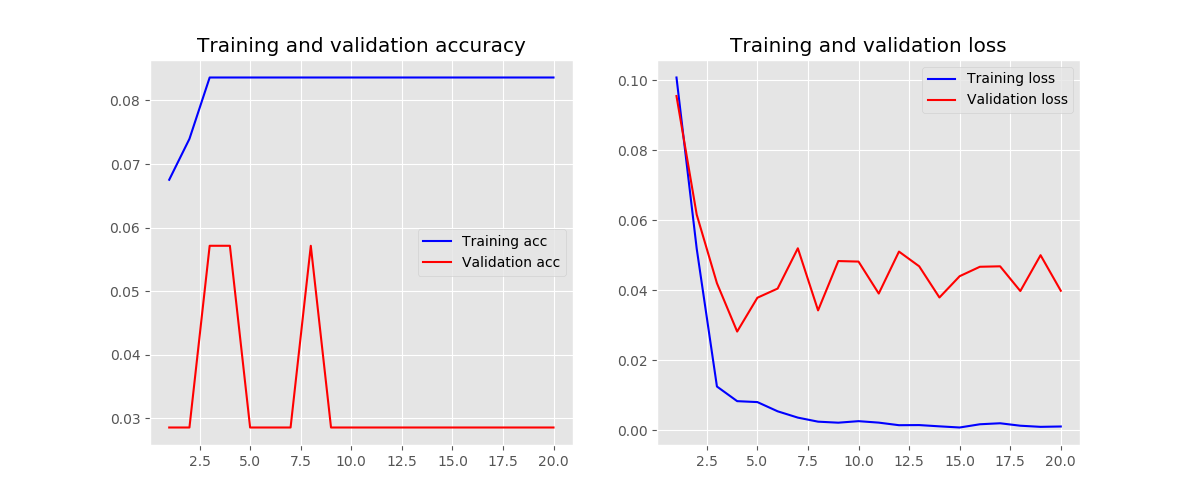 Training and validation accuracy
0.08
0.07
0.06
0.05
0.04
0.03
Training acc
Validation acc
2.5 5.0 7.5 10.0 12.5 15.0 17.5 20.0
Training and validation loss
0.10
0.08
0.06
0.04
0.02
0.00
Training loss
Validation loss
2.5 5.0 7.5 10.0 12.5 15.0 17.5 20.0